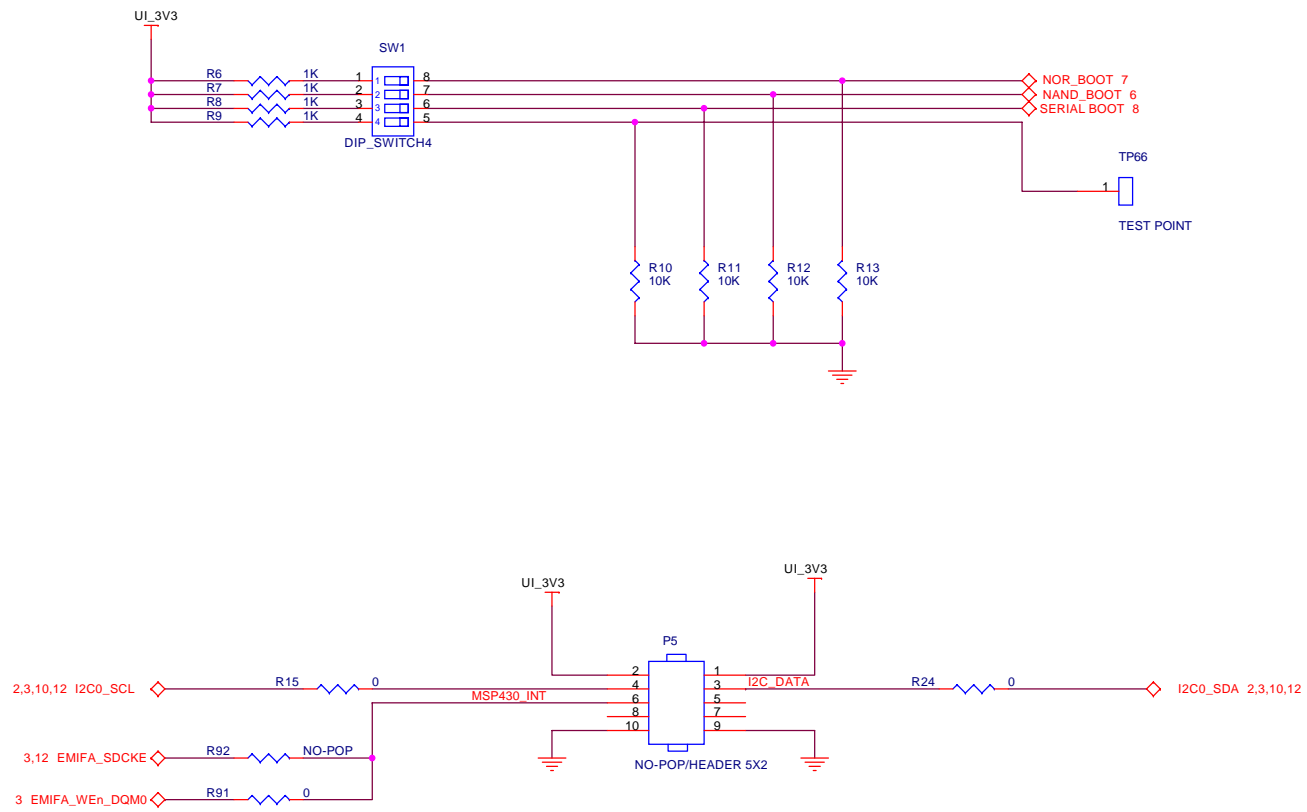 UI_3V3
SW1
R6 1K 1 1 8 NOR_BOOT 7
R7 1K 2 2 7 NAND_BOOT 6
R8 1K 3 3 6 SERIAL BOOT 8
R9 1K 4 4 5
DIP_SWITCH4
TP66
1
TEST POINT
R10 R11 R12 R13
10K 10K 10K 10K
UI_3V3 UI_3V3
P5
2 1
2,3,10,12 I2C0_SCL R15 0 4 3 I2C_DATA R24 0 I2C0_SDA 2,3,10,12
MSP430_INT 6 5
8 7
10 9
3,12 EMIFA_SDCKE R92 NO-POP
NO-POP/HEADER 5X2
3 EMIFA_WEn_DQM0 R91 0